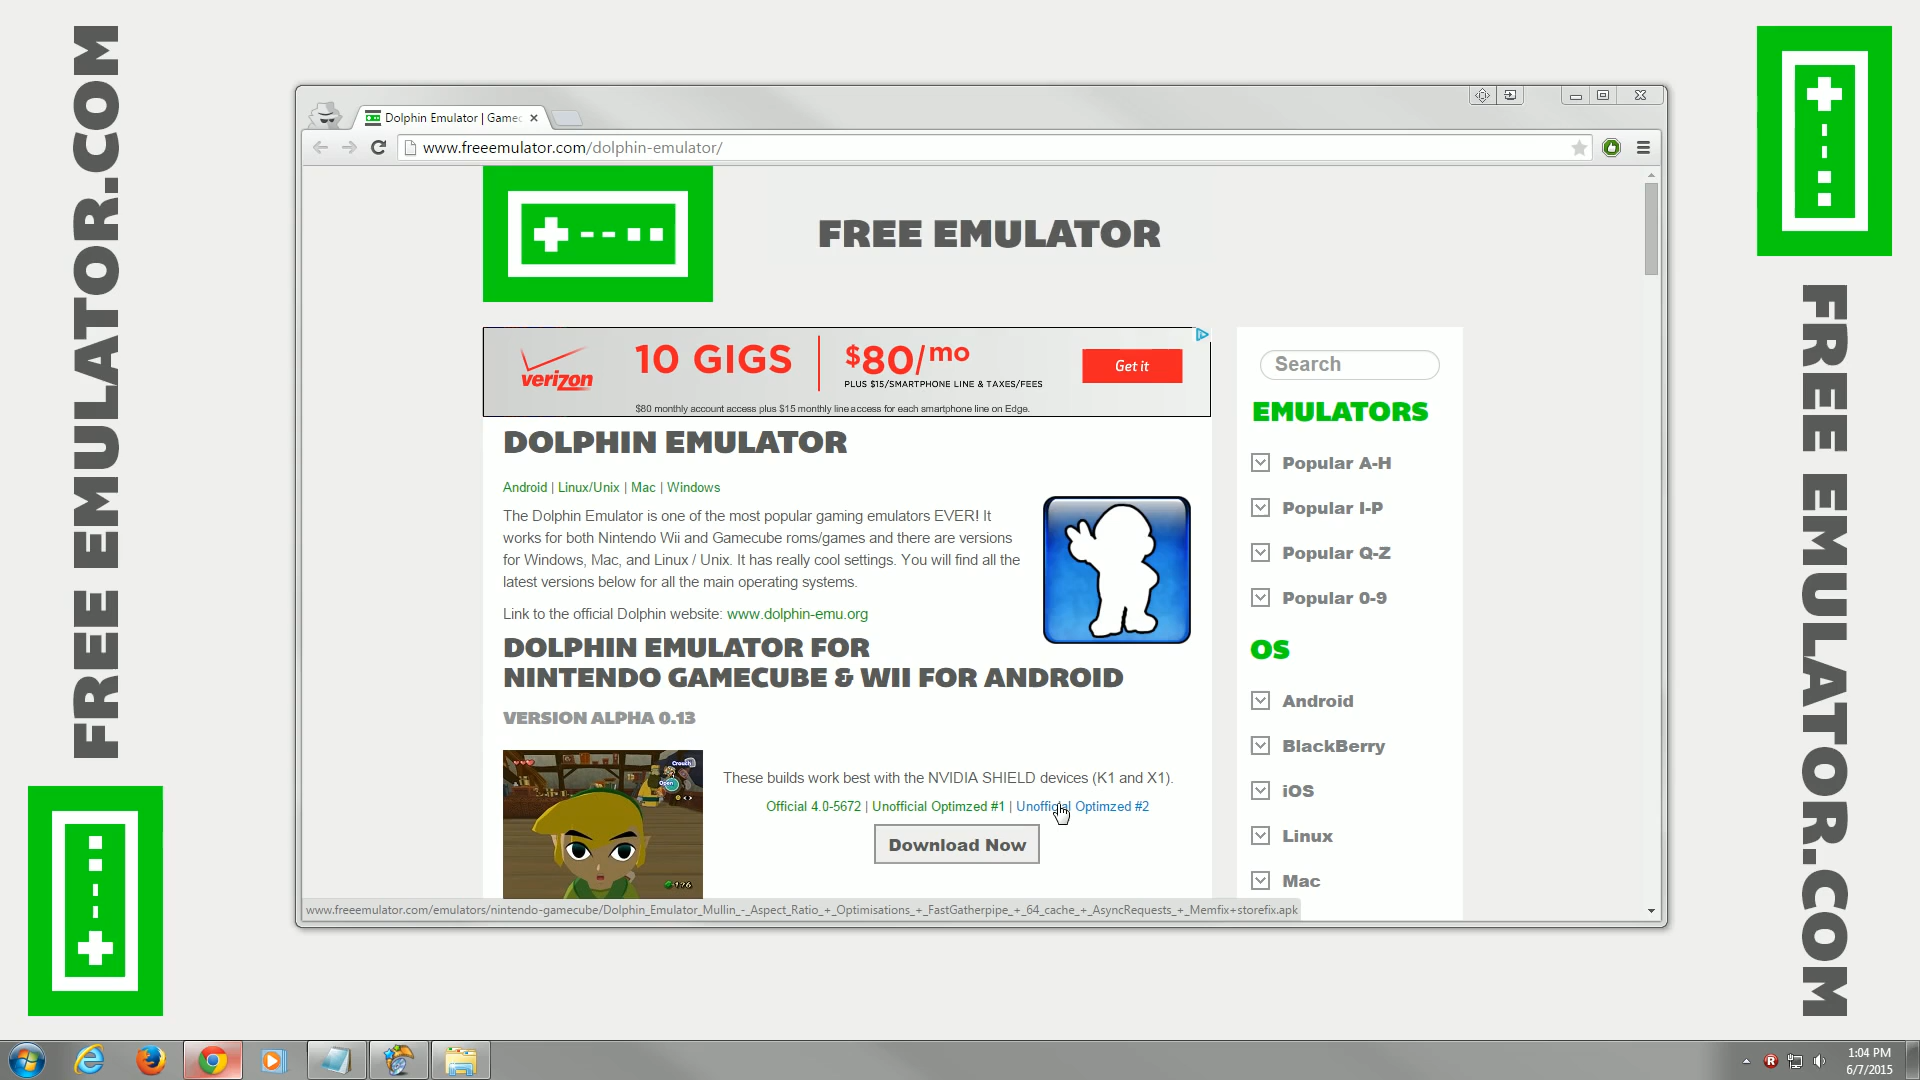 FREE EMULATOR.COM
Dolphin Emulator | Gamec
www.freeemulator.com/dolphin-emulator/
FREE EMULATOR
verizon
10 GIGS
$80/mo
PLUS $15/SMARTPHONE LINE & TAXES/FEES
Get it
$80 monthly account access plus $15 monthly line access for each smartphone line on Edge.
Search
EMULATORS
Popular A-H
Popular I-P
Popular Q-Z
Popular 0-9
OS
Android
BlackBerry
iOS
Linux
Mac
DOLPHIN EMULATOR
Android | Linux/Unix | Mac | Windows
The Dolphin Emulator is one of the most popular gaming emulators EVER! It
works for both Nintendo Wii and Gamecube roms/games and there are versions
for Windows, Mac, and Linux / Unix. It has really cool settings. You will find all the
latest versions below for all the main operating systems.
Link to the official Dolphin website: www.dolphin-emu.org
DOLPHIN EMULATOR FOR
NINTENDO GAMECUBE & WII FOR ANDROID
VERSION ALPHA 0.13
Crouch
Open
These builds work best with the NVIDIA SHIELD devices (K1 and X1).
Official 4.0-5672 | Unofficial Optimzed #1 | Unofficial Optimzed #2
Download Now
www.freeemulator.com/emulators/nintendo-gamecube/Dolphin_Emulator_Mullin_-_Aspect_Ratio_+_Optimisations_+_FastGatherpipe_+_64_cache_+_AsyncRequests_+_Memfix+storefix.apk
FREE EMULATOR.COM
1:04 PM
6/7/2015